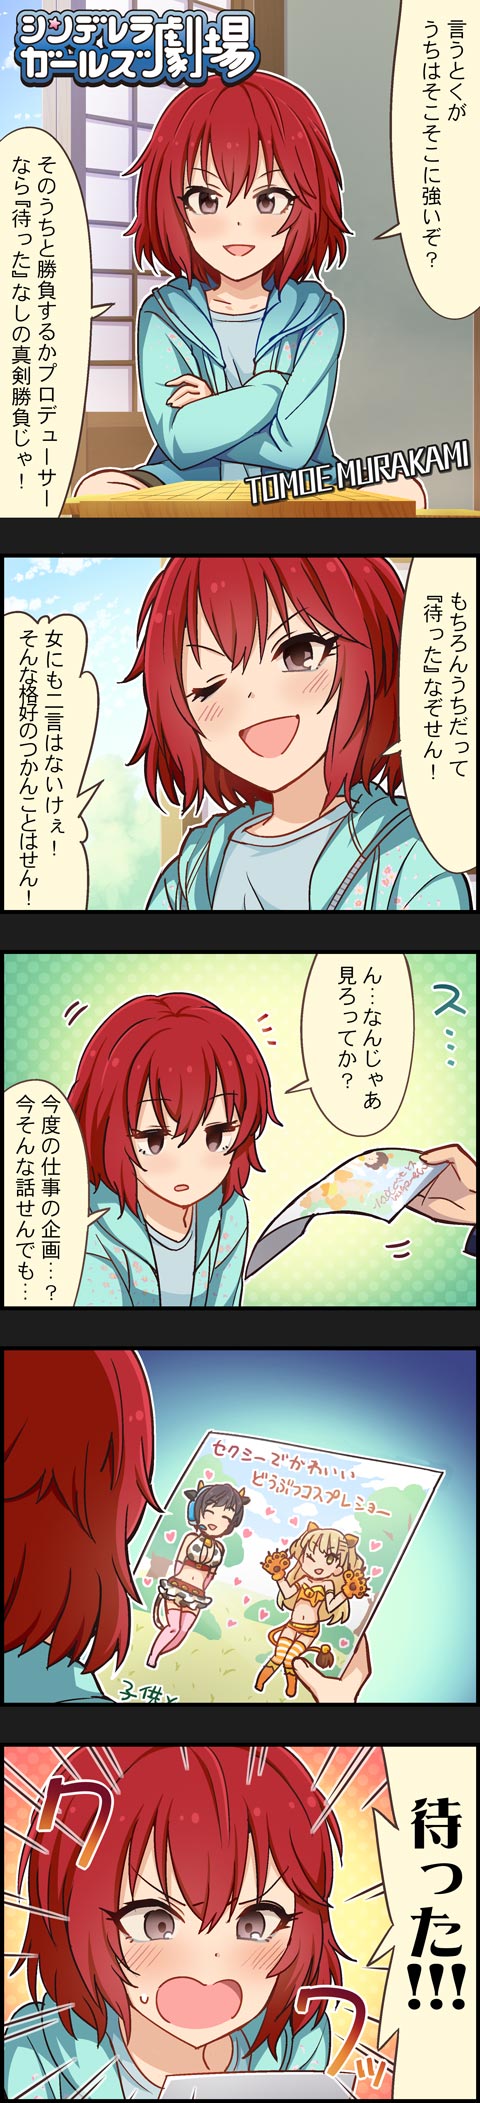 シンデレラ
ガールズ劇場
言うとくが
うちはそこそこに強いぞ?
そのうちと勝負するかプロデューサー
なら『待った』なしの真剣勝負じゃ!
TOMOE MURAKAMI
もちろんうちだって
『待った』なぞせん!
女にも二言はないけぇ!
そんな格好のつかんことはせん!
ス…
ん…なんじゃあ
見ろってか?
今度の仕事の企画…?
今そんな話せんでも…
セクシーでかわいい
どうぶつコスプレショー
子供と
待った!!!
クワッ